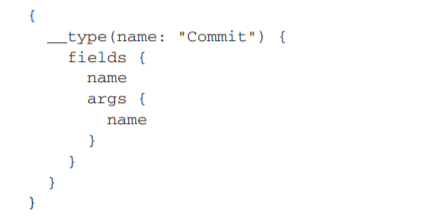 {
  __type(name: "Commit") {
    fields {
      name
      args {
        name
      }
    }
  }
}